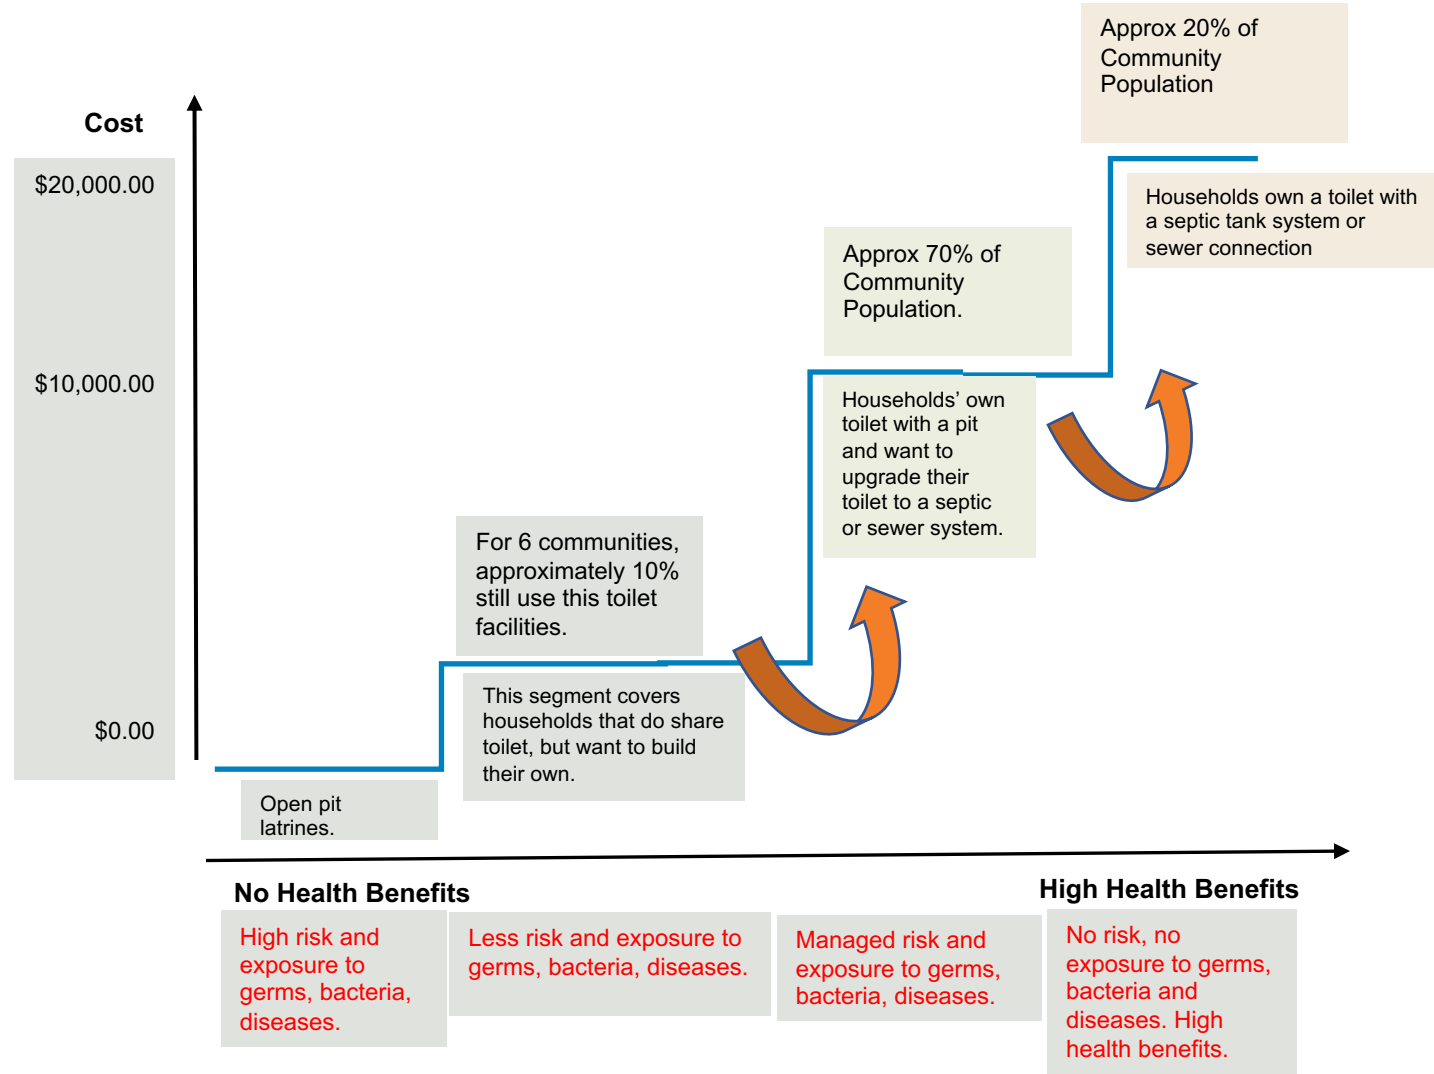 Approx 20% of
Community
Population
Cost
$20,000.00
Households own a toilet with
a septic tank system or
sewer connection
Approx 70% of
Community
Population.
$10,000.00
Households’ own
toilet with a pit
and want to
upgrade their
toilet to a septic
or sewer system.
For 6 communities,
approximately 10%
still use this toilet
facilities.
This segment covers
households that do share
toilet, but want to build
their own.
$0.00
Open pit
latrines.
No Health Benefits
High Health Benefits
High risk and
exposure to
germs, bacteria,
diseases.
Less risk and exposure to
germs, bacteria, diseases.
Managed risk and
exposure to germs,
bacteria, diseases.
No risk, no
exposure to germs,
bacteria and
diseases. High
health benefits.